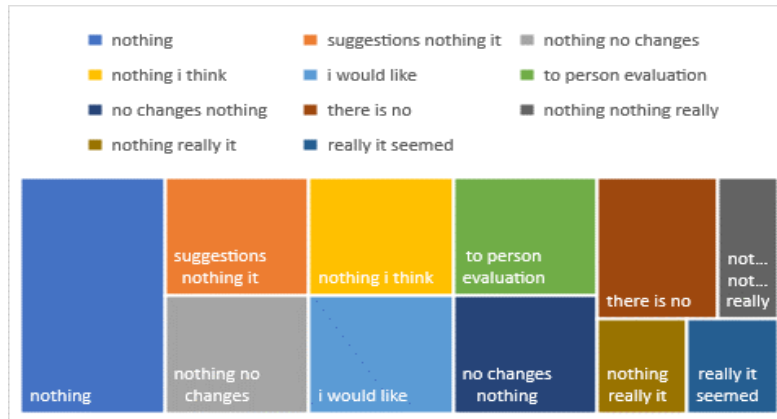 nothing
suggestions nothing it
nothing no changes
nothing i think
i would like
to person evaluation
no changes nothing
there is no
nothing nothing really
nothing really it
really it seemed
nothing
suggestions
nothing it
nothing no
changes
nothing i think
i would like
to person
evaluation
no changes
nothing
there is no
not...
not...
really
nothing
really it
really it
seemed